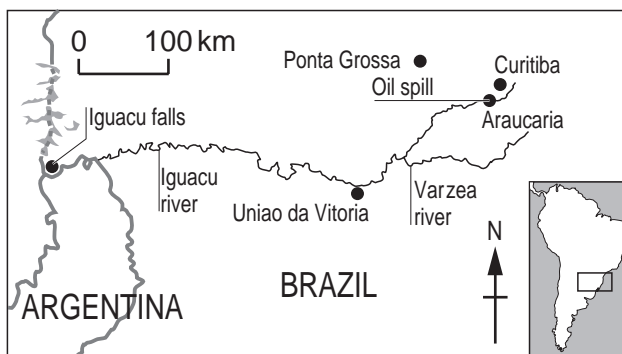 0 100 km
Ponta Grossa
Curitiba
Oil spill
Araucaria
Iguacu falls
Iguacu
river
Uniao da Vitoria
Varzea
river
N
BRAZIL
ARGENTINA